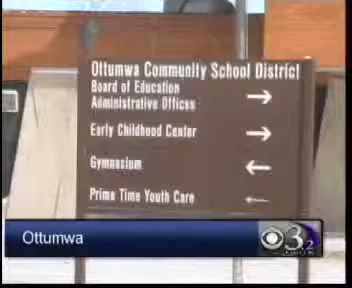 Ottumwa Community School District
Board of Education
Administrative Offices
Early Childhood Center
Gymnasium
Prime Time Youth Care
Ottumwa
3.2